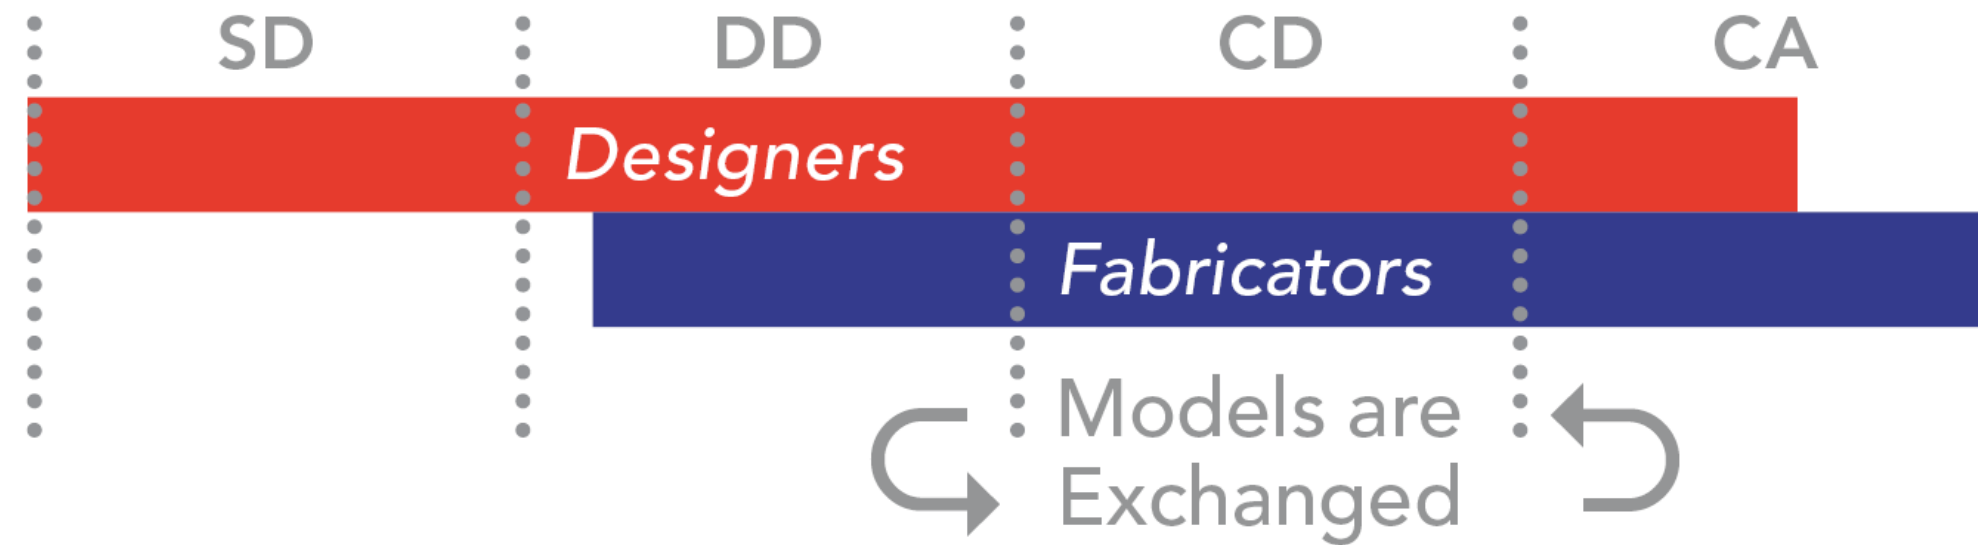 SD DD CD CA
Designers
Fabricators
Models are
Exchanged